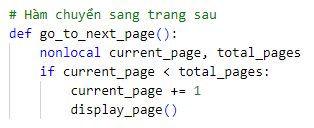 # Hàm chuyển sang trang sau
def go_to_next_page():
    nonlocal current_page, total_pages
    if current_page < total_pages:
        current_page += 1
        display_page()